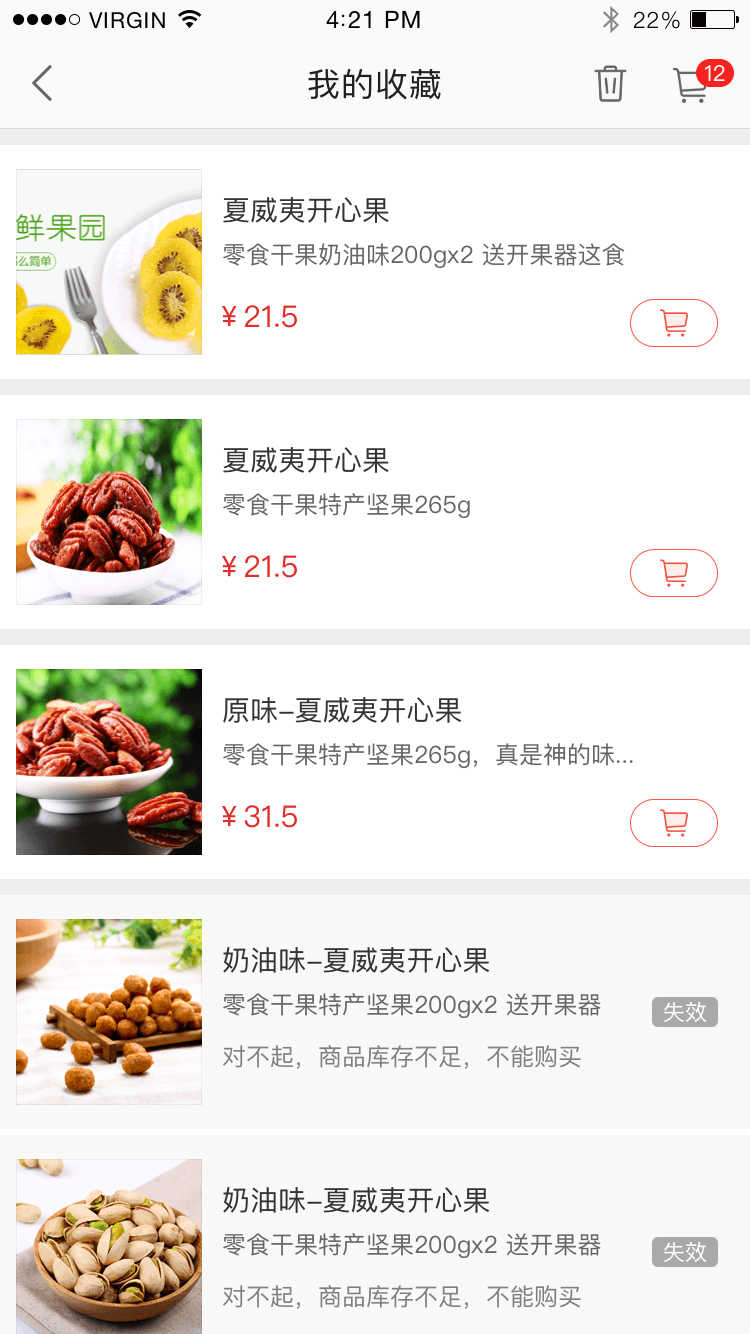 VIRGIN
4:21 PM
22%
我的收藏
12
鲜果园
么简单
夏威夷开心果
零食干果奶油味200gx2 送开果器这食
¥ 21.5
夏威夷开心果
零食干果特产坚果265g
¥ 21.5
原味–夏威夷开心果
零食干果特产坚果265g，真是神的味...
¥ 31.5
奶油味–夏威夷开心果
零食干果特产坚果200gx2 送开果器
失效
对不起，商品库存不足，不能购买
奶油味–夏威夷开心果
零食干果特产坚果200gx2 送开果器
失效
对不起，商品库存不足，不能购买